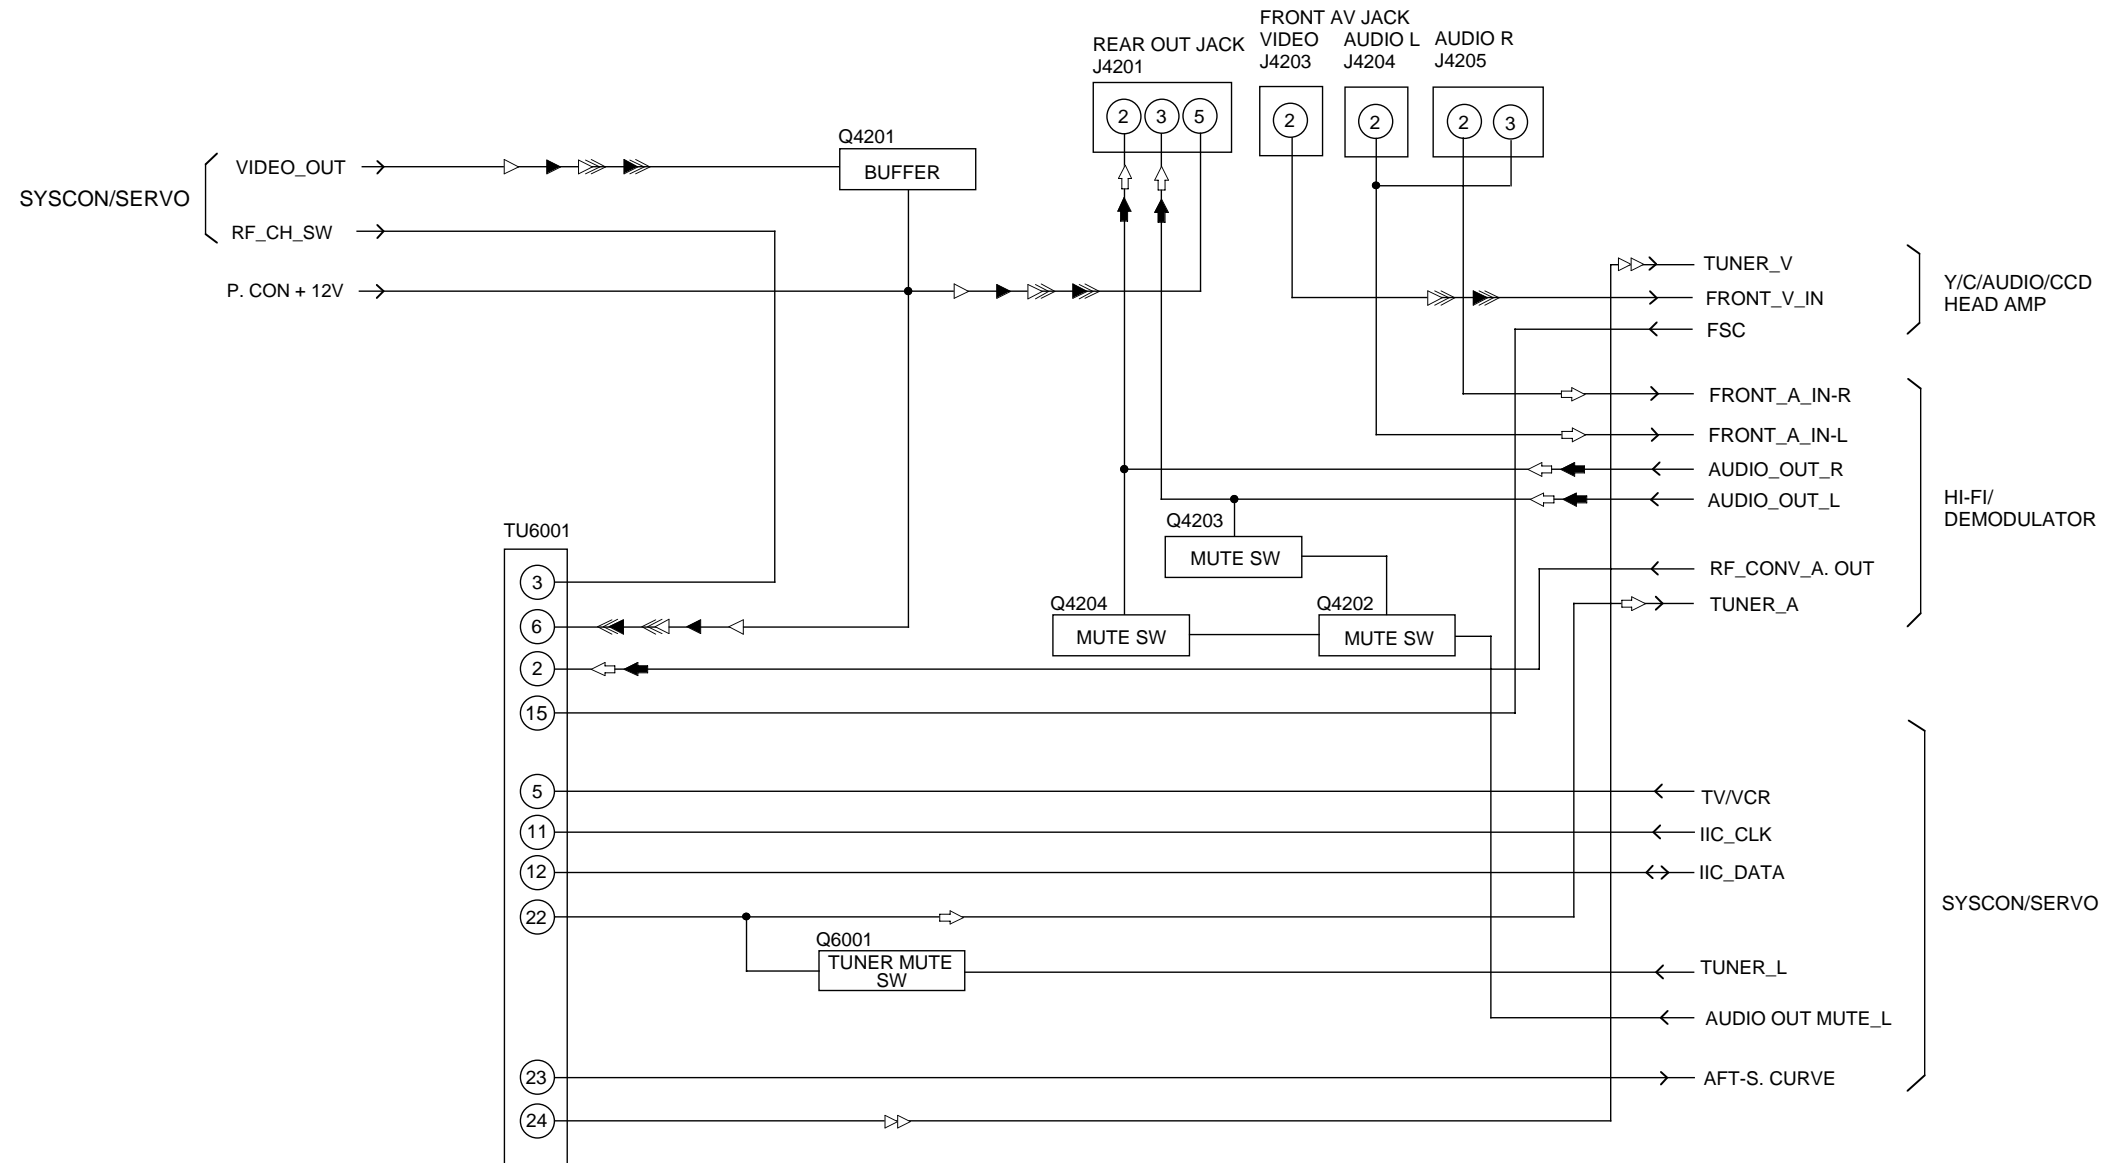 FRONT AV JACK
REAR OUT JACK
J4201
VIDEO
J4203
AUDIO L
J4204
AUDIO R
J4205
2 3 5
2
2
2 3
SYSCON/SERVO
VIDEO_OUT
RF_CH_SW
P. CON + 12V
Q4201
BUFFER
TUNER_V
FRONT_V_IN
FSC
Y/C/AUDIO/CCD
HEAD AMP
FRONT_A_IN-R
FRONT_A_IN-L
AUDIO_OUT_R
AUDIO_OUT_L
RF_CONV_A. OUT
TUNER_A
HI-FI/
DEMODULATOR
Q4203
MUTE SW
Q4204
MUTE SW
Q4202
MUTE SW
TU6001
3
6
2
15
5
11
12
22
23
24
Q6001
TUNER MUTE
SW
TV/VCR
IIC_CLK
IIC_DATA
TUNER_L
AUDIO OUT MUTE_L
AFT-S. CURVE
SYSCON/SERVO